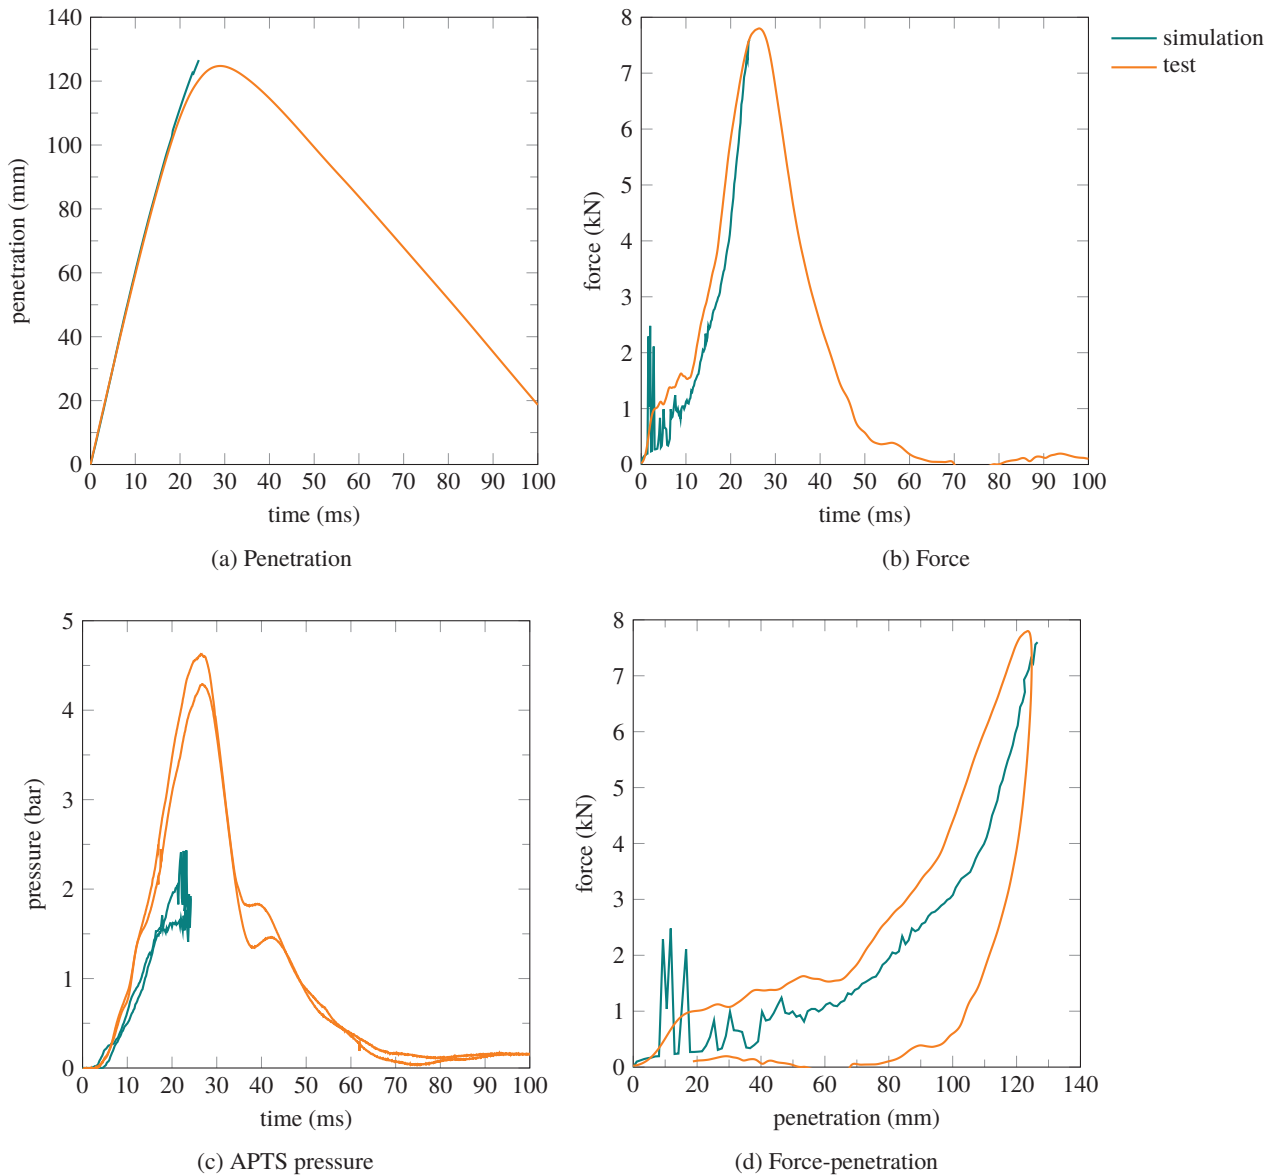 140
120
100
80
60
40
20
0
penetration (mm)
0 10 20 30 40 50 60 70 80 90 100
time (ms)
(a) Penetration
8
7
6
5
4
3
2
1
0
force (kN)
0 10 20 30 40 50 60 70 80 90 100
time (ms)
(b) Force
simulation
test
5
4
3
2
1
0
pressure (bar)
0 10 20 30 40 50 60 70 80 90 100
time (ms)
(c) APTS pressure
8
7
6
5
4
3
2
1
0
force (kN)
0 20 40 60 80 100 120 140
penetration (mm)
(d) Force-penetration